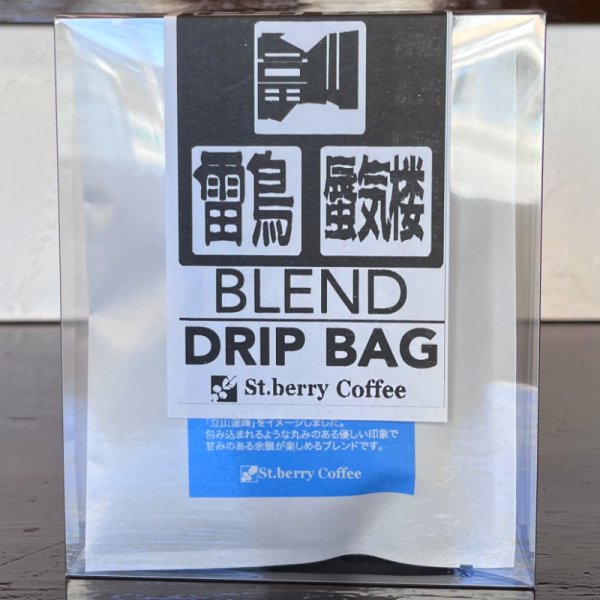 雷鳥
蜃気楼
BLEND
DRIP BAG
St.berry Coffee
「立山連峰」をイメージしました。
包み込まれるような丸みのある優しい印象で
甘みのある余韻が楽しめるブレンドです。
St.berry Coffee